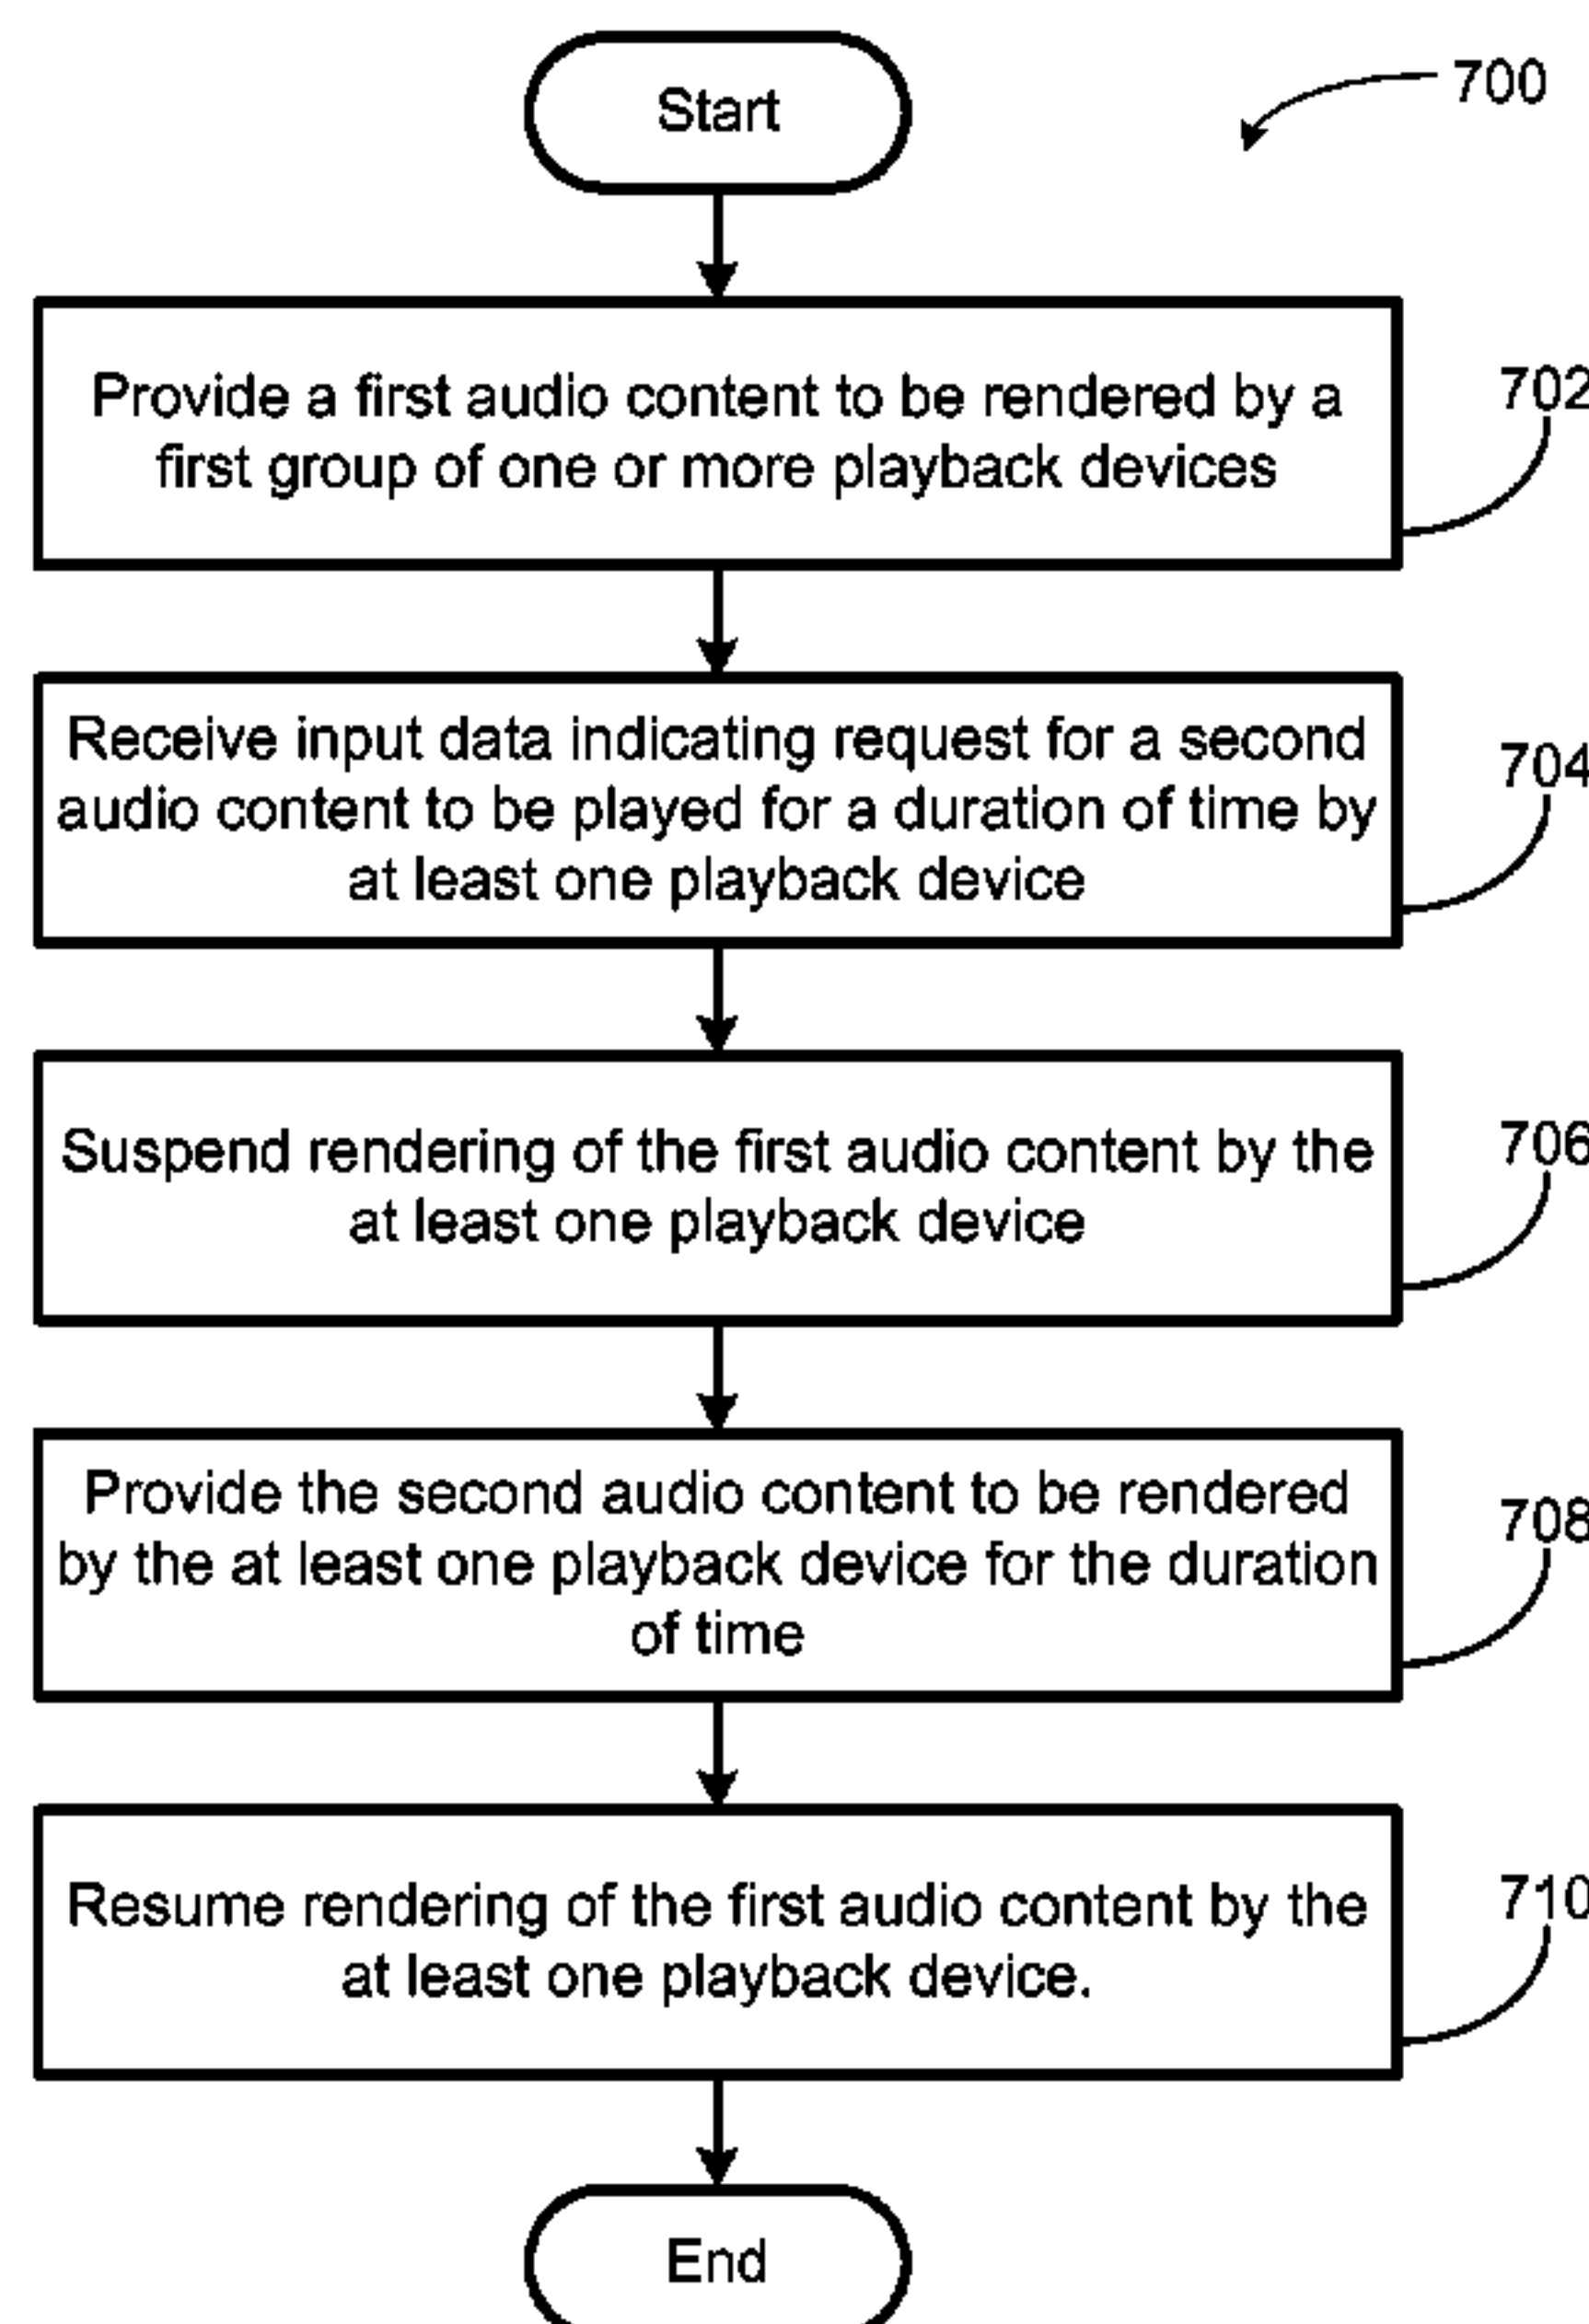 Start
700
Provide a first audio content to be rendered by a
first group of one or more playback devices
702
Receive input data indicating request for a second
audio content to be played for a duration of time by
at least one playback device
704
Suspend rendering of the first audio content by the
at least one playback device
706
Provide the second audio content to be rendered
by the at least one playback device for the duration
of time
708
Resume rendering of the first audio content by the
at least one playback device.
710
End